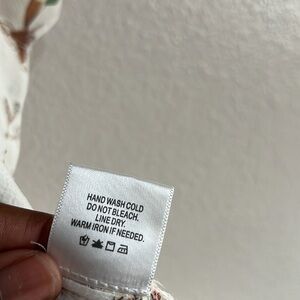 HAND WASH COLD
DO NOT BLEACH.
LINE DRY.
WARM IRON IF NEEDED.